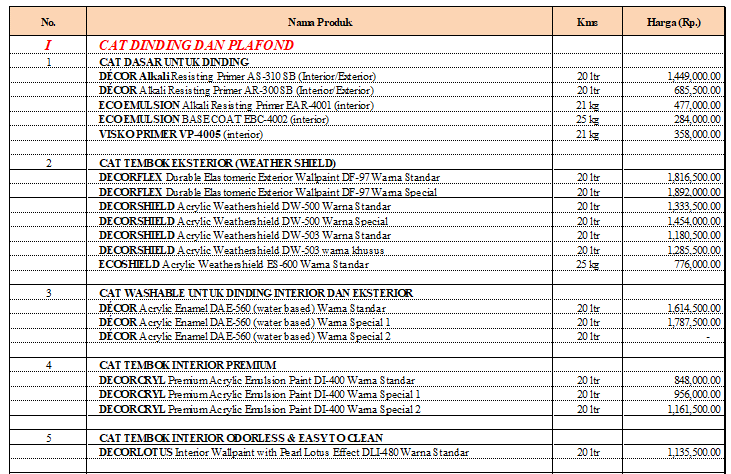 No. Nama Produk Kms Harga (Rp.)
I CAT DINDING DAN PLAFOND
1 CAT DASAR UNTUK DINDING
DÉCOR Alkali Resisting Primer AS-310 SB (Interior/Exterior) 20 ltr 1,449,000.00
DÉCOR Alkali Resisting Primer AR-300 SB (Interior/Exterior) 20 ltr 685,500.00
ECO EMULSION Alkali Resisting Primer EAR-4001 (interior) 21 kg 477,000.00
ECO EMULSION BASE COAT EBC-4002 (interior) 25 kg 284,000.00
VISKO PRIMER VP-4005 (interior) 21 kg 358,000.00
2 CAT TEMBOK EKSTERIOR (WEATHER SHIELD)
DECORFLEX Durable Elastomeric Exterior Wallpaint DF-97 Warna Standar 20 ltr 1,816,500.00
DECORFLEX Durable Elastomeric Exterior Wallpaint DF-97 Warna Special 20 ltr 1,892,000.00
DECORSHIELD Acrylic Weathershield DW-500 Warna Standar 20 ltr 1,333,500.00
DECORSHIELD Acrylic Weathershield DW-500 Warna Special 20 ltr 1,454,000.00
DECORSHIELD Acrylic Weathershield DW-503 Warna Standar 20 ltr 1,180,500.00
DECORSHIELD Acrylic Weathershield DW-503 warna khusus 20 ltr 1,285,500.00
ECOSHIELD Acrylic Weathershield ES-600 Warna Standar 25 kg 776,000.00
3 CAT WASHABLE UNTUK DINDING INTERIOR DAN EKSTERIOR
DÉCOR Acrylic Enamel DAE-560 (water based) Warna Standar 20 ltr 1,614,500.00
DÉCOR Acrylic Enamel DAE-560 (water based) Warna Special 1 20 ltr 1,787,500.00
DÉCOR Acrylic Enamel DAE-560 (water based) Warna Special 2 20 ltr -
4 CAT TEMBOK INTERIOR PREMIUM
DECORCRYL Premium Acrylic Emulsion Paint DI-400 Warna Standar 20 ltr 848,000.00
DECORCRYL Premium Acrylic Emulsion Paint DI-400 Warna Special 1 20 ltr 956,000.00
DECORCRYL Premium Acrylic Emulsion Paint DI-400 Warna Special 2 20 ltr 1,161,500.00
5 CAT TEMBOK INTERIOR ODORLESS & EASY TO CLEAN
DECORLOTUS Interior Wallpaint with Pearl Lotus Effect DLI-480 Warna Standar 20 ltr 1,135,500.00